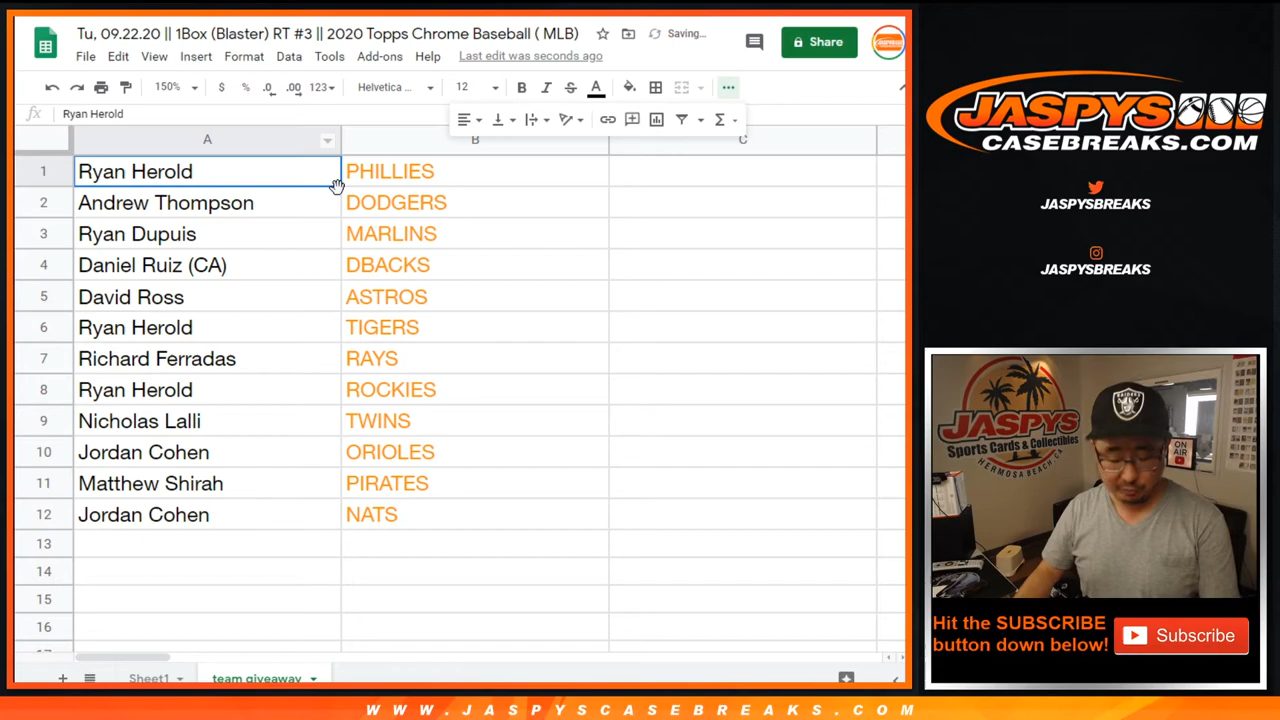 Tu, 09.22.20 || 1Box (Blaster) RT #3 || 2020 Topps Chrome Baseball ( MLB)
Saving...
Share
File Edit View Insert Format Data Tools Add-ons Help Last edit was seconds ago
150% $ % .0 .00 123 Helvetica ... 12 B I S A
fx Ryan Herold
A B C
1 Ryan Herold PHILLIES
2 Andrew Thompson DODGERS
3 Ryan Dupuis MARLINS
4 Daniel Ruiz (CA) DBACKS
5 David Ross ASTROS
6 Ryan Herold TIGERS
7 Richard Ferradas RAYS
8 Ryan Herold ROCKIES
9 Nicholas Lalli TWINS
10 Jordan Cohen ORIOLES
11 Matthew Shirah PIRATES
12 Jordan Cohen NATS
13
14
15
16
Sheet1 team giveaway
JASPYS
CASEBREAKS.COM
JASPYSBREAKS
JASPYSBREAKS
JASPYS
Sports Cards & Collectibles
HERMOSA BEACH, CA
RAIDERS
ON
AIR
Hit the SUBSCRIBE
button down below!
Subscribe
WWW.JASPYSCASEBREAKS.COM